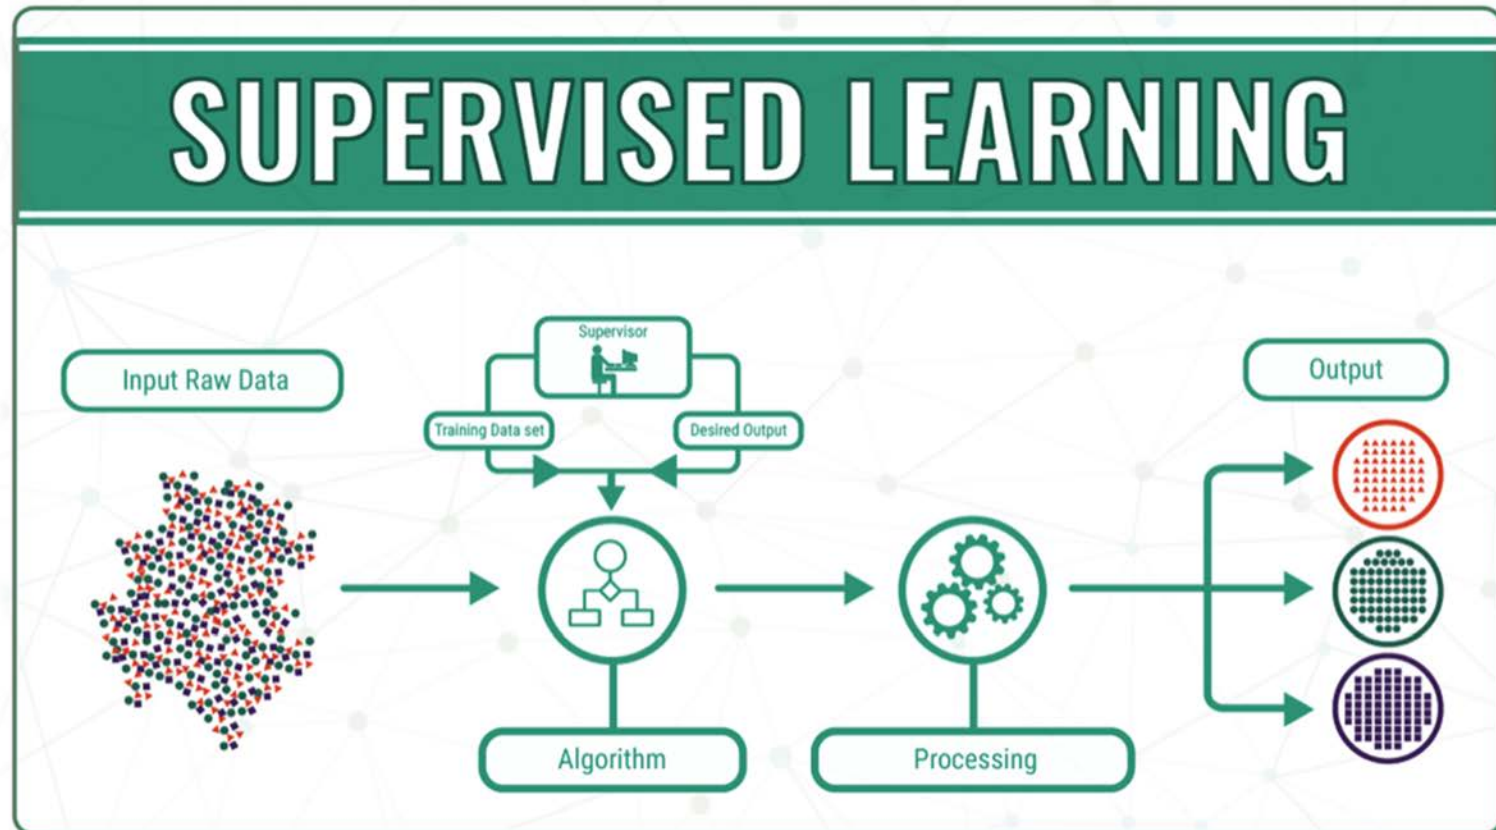 SUPERVISED LEARNING
Supervisor
Input Raw Data
Training Data set
Desired Output
Output
Algorithm
Processing